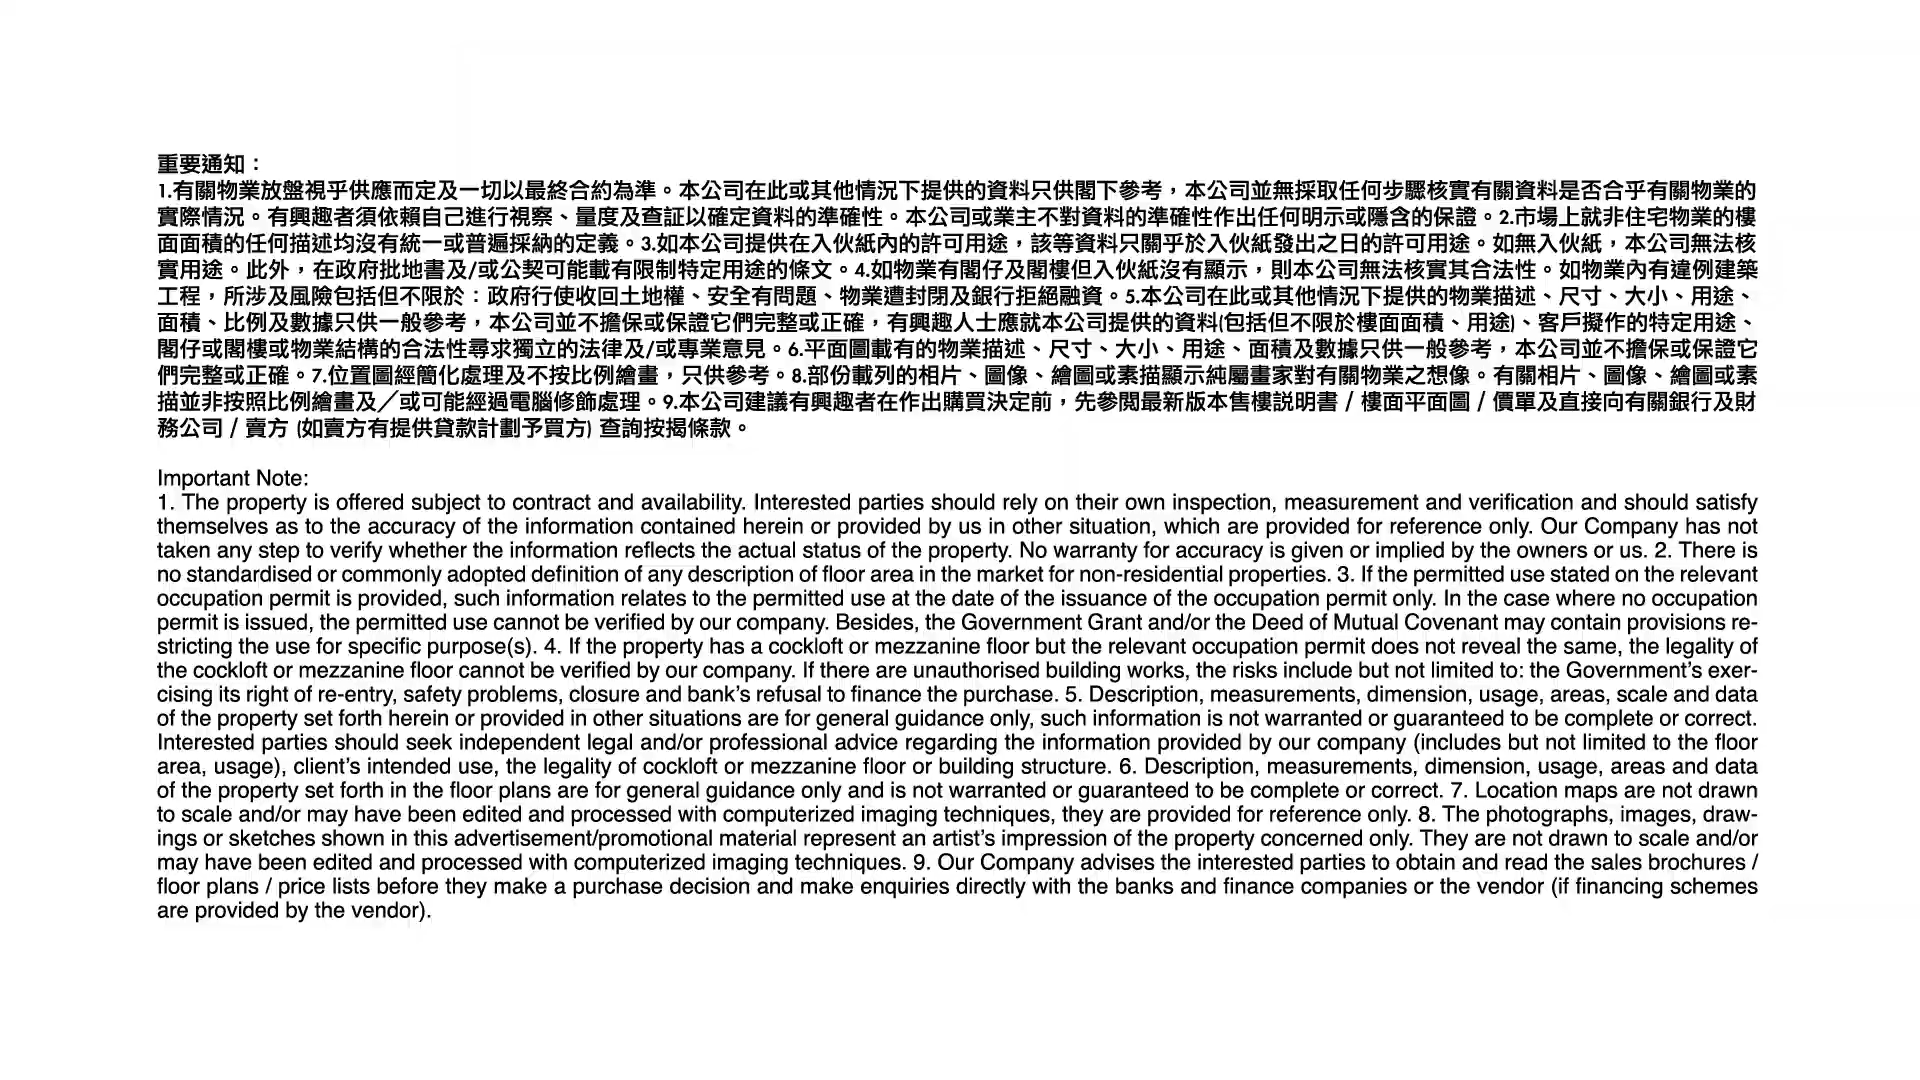 重要通知：
1.有關物業放盤視乎供應而定及一切以最終合約為準。本公司在此或其他情況下提供的資料只供閣下參考，本公司並無採取任何步驟核實有關資料是否合乎有關物業的
實際情況。有興趣者須依賴自己進行視察、量度及查証以確定資料的準確性。本公司或業主不對資料的準確性作出任何明示或隱含的保證。2.市場上就非住宅物業的樓
面面積的任何描述均沒有統一或普遍採納的定義。3.如本公司提供在入伙紙內的許可用途，該等資料只關乎於入伙紙發出之日的許可用途。如無入伙紙，本公司無法核
實用途。此外，在政府批地書及/或公契可能載有限制特定用途的條文。4.如物業有閣仔及閣樓但入伙紙沒有顯示，則本公司無法核實其合法性。如物業內有違例建築
工程，所涉及風險包括但不限於：政府行使收回土地權、安全有問題、物業遭封閉及銀行拒絕融資。5.本公司在此或其他情況下提供的物業描述、尺寸、大小、用途、
面積、比例及數據只供一般參考，本公司並不擔保或保證它們完整或正確，有興趣人士應就本公司提供的資料(包括但不限於樓面面積、用途)、客戶擬作的特定用途、
閣仔或閣樓或物業結構的合法性尋求獨立的法律及/或專業意見。6.平面圖載有的物業描述、尺寸、大小、用途、面積及數據只供一般參考，本公司並不擔保或保證它
們完整或正確。7.位置圖經簡化處理及不按比例繪畫，只供參考。8.部份載列的相片、圖像、繪圖或素描顯示純屬畫家對有關物業之想像。有關相片、圖像、繪圖或素
描並非按照比例繪畫及／或可能經過電腦修飾處理。9.本公司建議有興趣者在作出購買決定前，先參閱最新版本售樓説明書 / 樓面平面圖 / 價單及直接向有關銀行及財
務公司 / 賣方 (如賣方有提供貸款計劃予買方) 查詢按揭條款。
Important Note:
1. The property is offered subject to contract and availability. Interested parties should rely on their own inspection, measurement and verification and should satisfy
themselves as to the accuracy of the information contained herein or provided by us in other situation, which are provided for reference only. Our Company has not
taken any step to verify whether the information reflects the actual status of the property. No warranty for accuracy is given or implied by the owners or us. 2. There is
no standardised or commonly adopted definition of any description of floor area in the market for non-residential properties. 3. If the permitted use stated on the relevant
occupation permit is provided, such information relates to the permitted use at the date of the issuance of the occupation permit only. In the case where no occupation
permit is issued, the permitted use cannot be verified by our company. Besides, the Government Grant and/or the Deed of Mutual Covenant may contain provisions re-
stricting the use for specific purpose(s). 4. If the property has a cockloft or mezzanine floor but the relevant occupation permit does not reveal the same, the legality of
the cockloft or mezzanine floor cannot be verified by our company. If there are unauthorised building works, the risks include but not limited to: the Government’s exer-
cising its right of re-entry, safety problems, closure and bank’s refusal to finance the purchase. 5. Description, measurements, dimension, usage, areas, scale and data
of the property set forth herein or provided in other situations are for general guidance only, such information is not warranted or guaranteed to be complete or correct.
Interested parties should seek independent legal and/or professional advice regarding the information provided by our company (includes but not limited to the floor
area, usage), client’s intended use, the legality of cockloft or mezzanine floor or building structure. 6. Description, measurements, dimension, usage, areas and data
of the property set forth in the floor plans are for general guidance only and is not warranted or guaranteed to be complete or correct. 7. Location maps are not drawn
to scale and/or may have been edited and processed with computerized imaging techniques, they are provided for reference only. 8. The photographs, images, draw-
ings or sketches shown in this advertisement/promotional material represent an artist’s impression of the property concerned only. They are not drawn to scale and/or
may have been edited and processed with computerized imaging techniques. 9. Our Company advises the interested parties to obtain and read the sales brochures /
floor plans / price lists before they make a purchase decision and make enquiries directly with the banks and finance companies or the vendor (if financing schemes
are provided by the vendor).